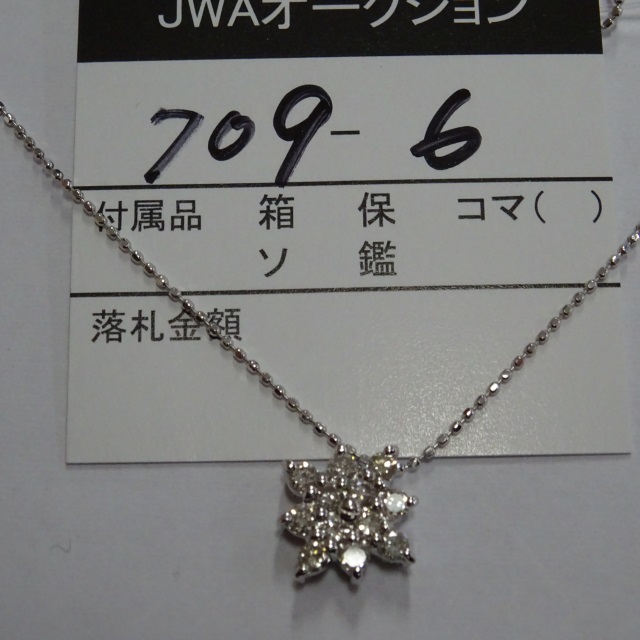 JWAオークション
709-6
付属品 箱 保 コマ( )
ソ 鑑
落札金額